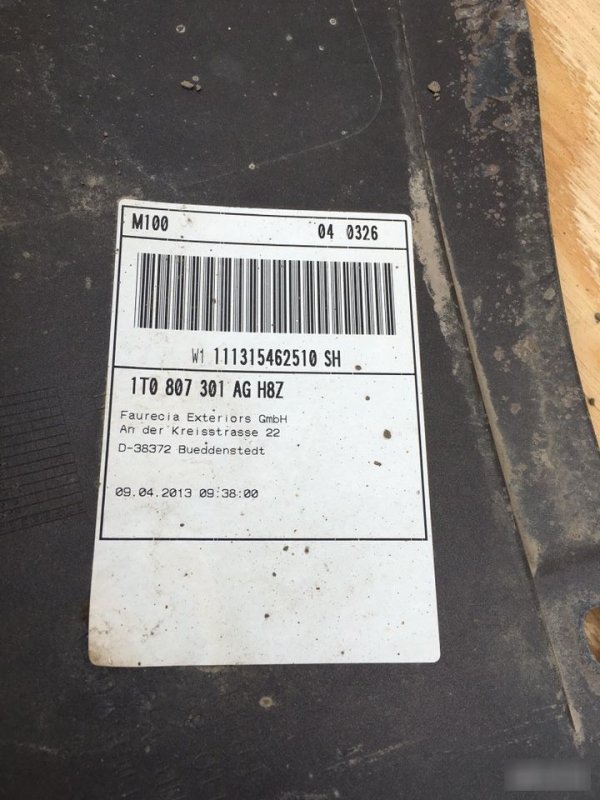 M100 04 0326
W1 111315462510 SH
1T0 807 301 AG H8Z
Faurecia Exteriors GmbH
An der Kreisstrasse 22
D-38372 Bueddenstedt
09.04.2013 09:38:00